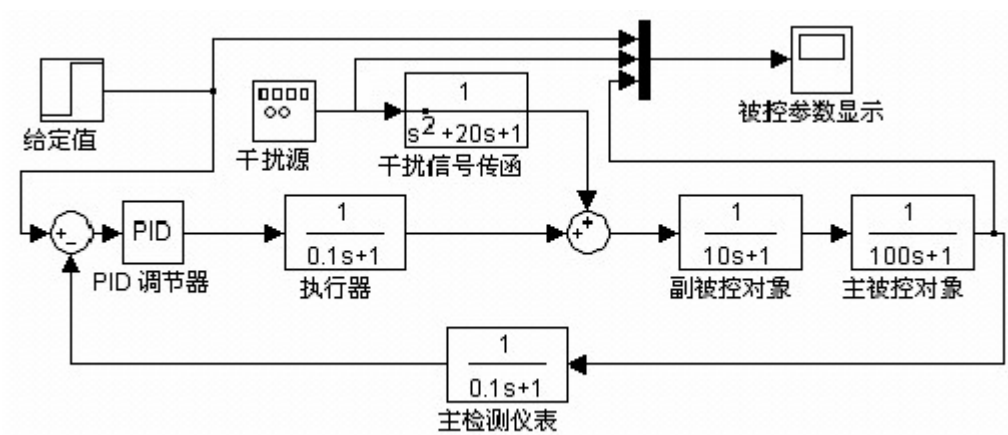 给定值
干扰源
1
s²+20s+1
干扰信号传函
被控参数显示
+
−
PID
PID 调节器
1
0.1s+1
执行器
+
+
1
10s+1
副被控对象
1
100s+1
主被控对象
1
0.1s+1
主检测仪表